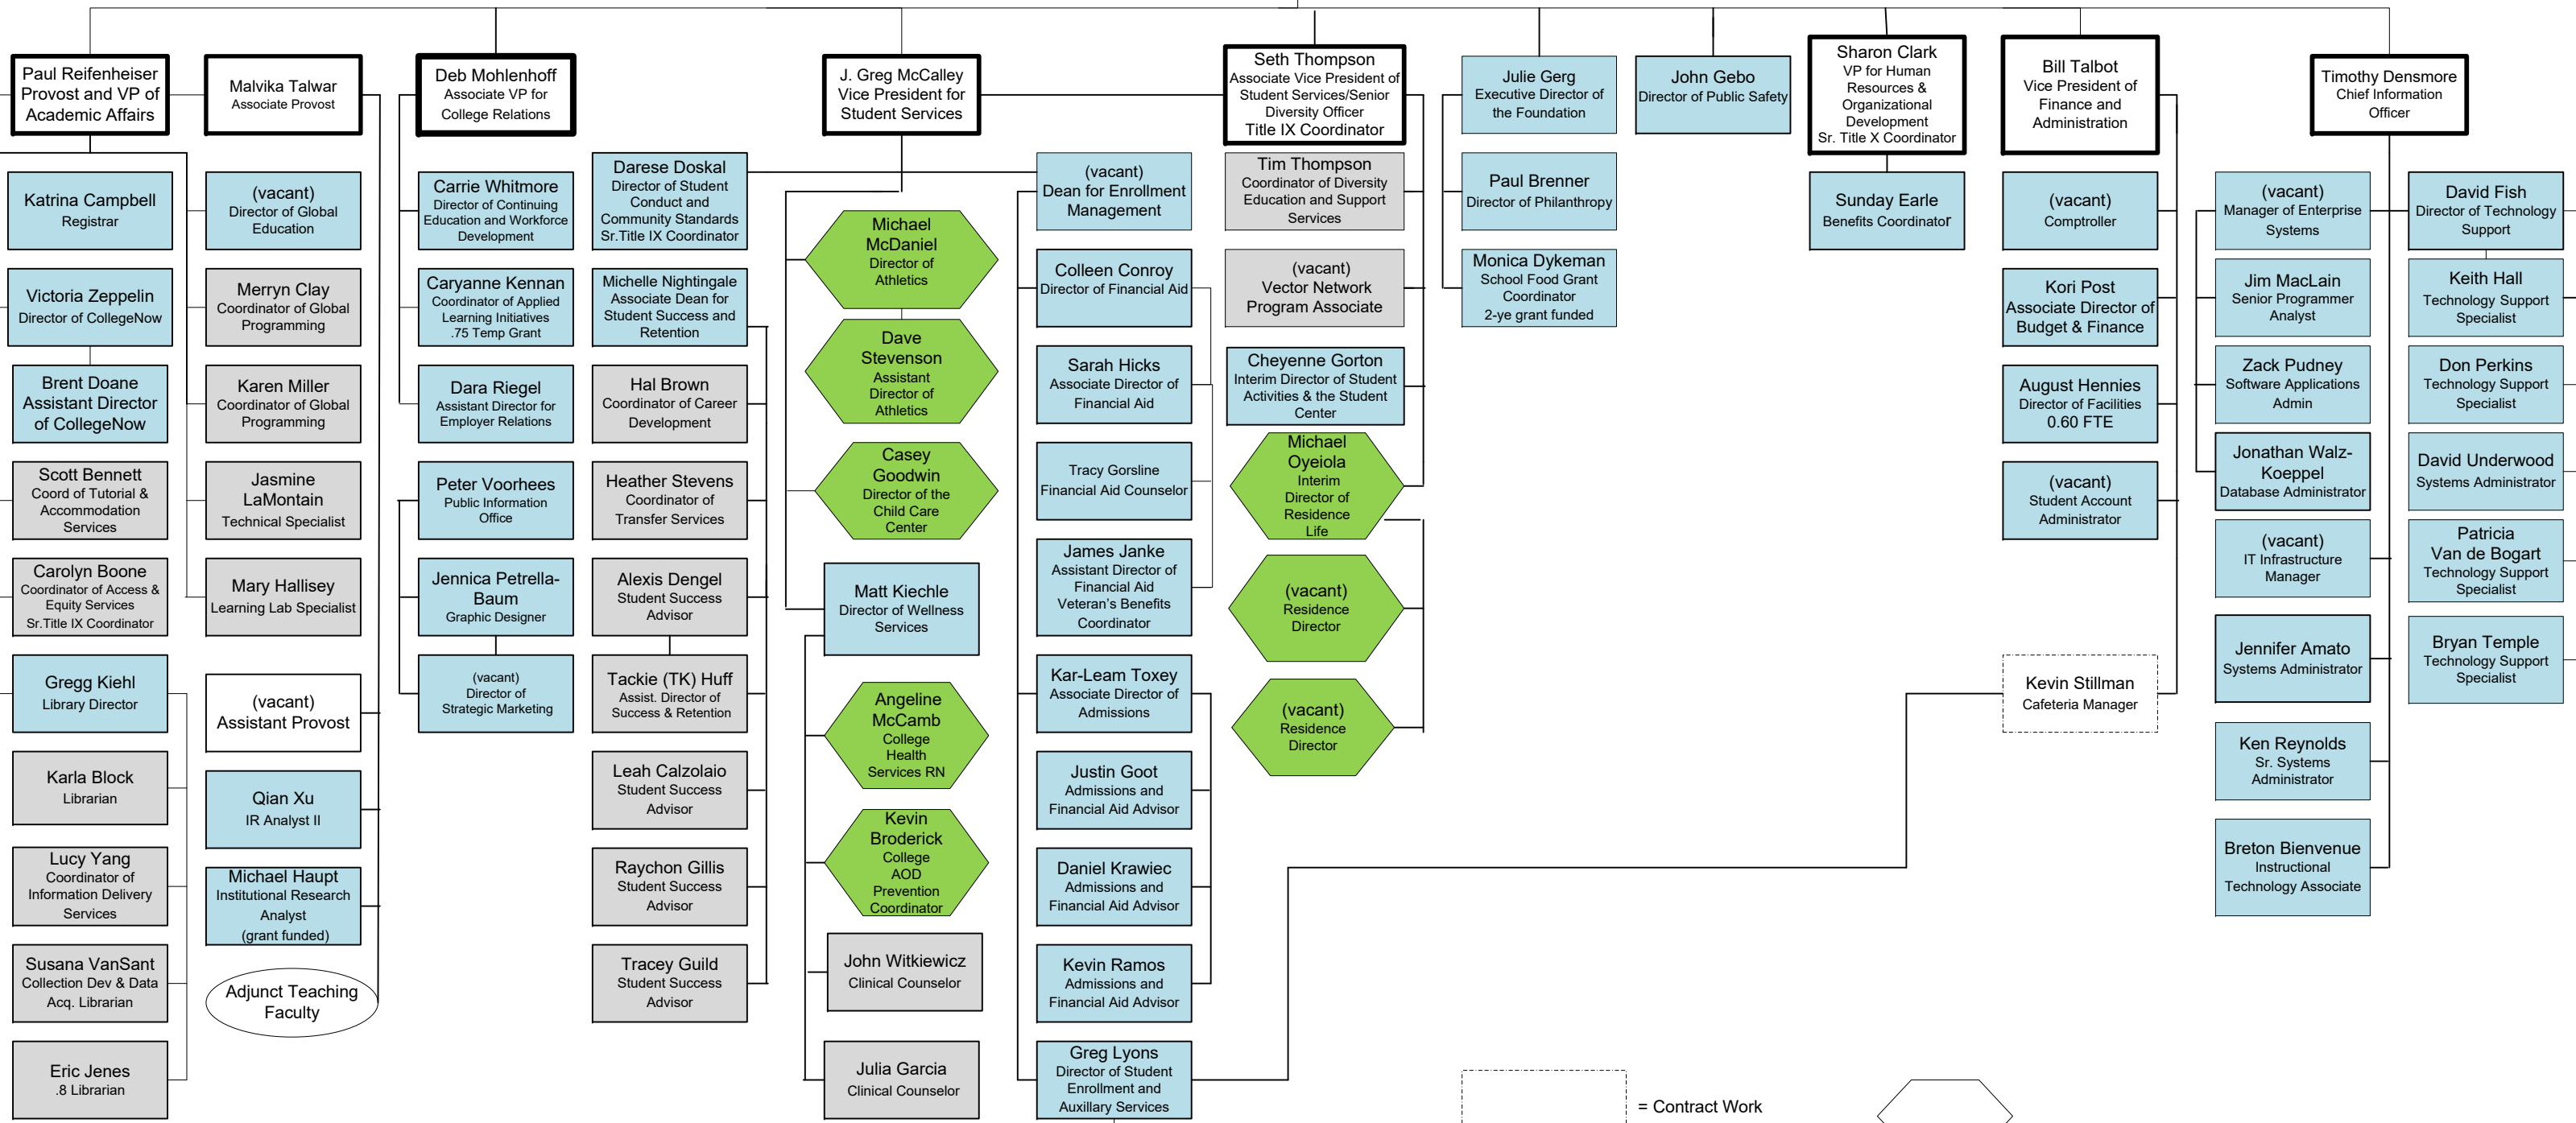 Paul Reifenheiser
Provost and VP of
Academic Affairs
Malvika Talwar
Associate Provost
Deb Mohlenhoff
Associate VP for
College Relations
J. Greg McCalley
Vice President for
Student Services
Seth Thompson
Associate Vice President of
Student Services/Senior
Diversity Officer
Title IX Coordinator
Julie Gerg
Executive Director of
the Foundation
John Gebo
Director of Public Safety
Sharon Clark
VP for Human
Resources &
Organizational
Development
Sr. Title X Coordinator
Bill Talbot
Vice President of
Finance and
Administration
Timothy Densmore
Chief Information
Officer
Katrina Campbell
Registrar
Victoria Zeppelin
Director of CollegeNow
Brent Doane
Assistant Director
of CollegeNow
Scott Bennett
Coord of Tutorial &
Accommodation
Services
Carolyn Boone
Coordinator of Access &
Equity Services
Sr.Title IX Coordinator
Gregg Kiehl
Library Director
Karla Block
Librarian
Lucy Yang
Coordinator of
Information Delivery
Services
Susana VanSant
Collection Dev & Data
Acq. Librarian
Eric Jenes
.8 Librarian
(vacant)
Director of Global
Education
Merryn Clay
Coordinator of Global
Programming
Karen Miller
Coordinator of Global
Programming
Jasmine
LaMontain
Technical Specialist
Mary Hallisey
Learning Lab Specialist
(vacant)
Assistant Provost
Qian Xu
IR Analyst II
Michael Haupt
Institutional Research
Analyst
(grant funded)
Adjunct Teaching
Faculty
Carrie Whitmore
Director of Continuing
Education and Workforce
Development
Caryanne Kennan
Coordinator of Applied
Learning Initiatives
.75 Temp Grant
Dara Riegel
Assistant Director for
Employer Relations
Peter Voorhees
Public Information
Office
Jennica Petrella-
Baum
Graphic Designer
(vacant)
Director of
Strategic Marketing
Darese Doskal
Director of Student
Conduct and
Community Standards
Sr.Title IX Coordinator
Michelle Nightingale
Associate Dean for
Student Success and
Retention
Hal Brown
Coordinator of Career
Development
Heather Stevens
Coordinator of
Transfer Services
Alexis Dengel
Student Success
Advisor
Tackie (TK) Huff
Assist. Director of
Success & Retention
Leah Calzolaio
Student Success
Advisor
Raychon Gillis
Student Success
Advisor
Tracey Guild
Student Success
Advisor
Michael
McDaniel
Director of
Athletics
Dave
Stevenson
Assistant
Director of
Athletics
Casey
Goodwin
Director of the
Child Care
Center
Matt Kiechle
Director of Wellness
Services
Angeline
McCamb
College
Health
Services RN
Kevin
Broderick
College
AOD
Prevention
Coordinator
John Witkiewicz
Clinical Counselor
Julia Garcia
Clinical Counselor
(vacant)
Dean for Enrollment
Management
Colleen Conroy
Director of Financial Aid
Sarah Hicks
Associate Director of
Financial Aid
Tracy Gorsline
Financial Aid Counselor
James Janke
Assistant Director of
Financial Aid
Veteran's Benefits
Coordinator
Kar-Leam Toxey
Associate Director of
Admissions
Justin Goot
Admissions and
Financial Aid Advisor
Daniel Krawiec
Admissions and
Financial Aid Advisor
Kevin Ramos
Admissions and
Financial Aid Advisor
Greg Lyons
Director of Student
Enrollment and
Auxillary Services
Tim Thompson
Coordinator of Diversity
Education and Support
Services
(vacant)
Vector Network
Program Associate
Cheyenne Gorton
Interim Director of Student
Activities & the Student
Center
Michael
Oyeiola
Interim
Director of
Residence
Life
(vacant)
Residence
Director
(vacant)
Residence
Director
Paul Brenner
Director of Philanthropy
Monica Dykeman
School Food Grant
Coordinator
2-ye grant funded
Sunday Earle
Benefits Coordinator
(vacant)
Comptroller
Kori Post
Associate Director of
Budget & Finance
August Hennies
Director of Facilities
0.60 FTE
(vacant)
Student Account
Administrator
Kevin Stillman
Cafeteria Manager
(vacant)
Manager of Enterprise
Systems
Jim MacLain
Senior Programmer
Analyst
Zack Pudney
Software Applications
Admin
Jonathan Walz-
Koeppel
Database Administrator
(vacant)
IT Infrastructure
Manager
Jennifer Amato
Systems Administrator
Ken Reynolds
Sr. Systems
Administrator
Breton Bienvenue
Instructional
Technology Associate
David Fish
Director of Technology
Support
Keith Hall
Technology Support
Specialist
Don Perkins
Technology Support
Specialist
David Underwood
Systems Administrator
Patricia
Van de Bogart
Technology Support
Specialist
Bryan Temple
Technology Support
Specialist
= Contract Work